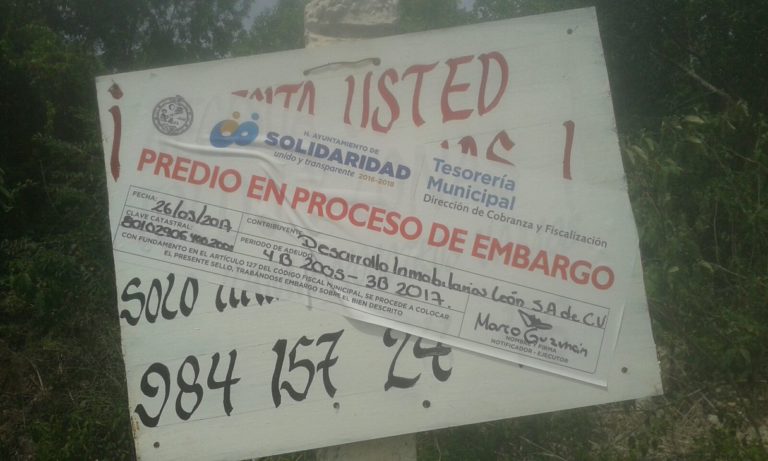 ¡ USTED
!
H. AYUNTAMIENTO DE
SOLIDARIDAD
unido y transparente 2016-2018
Tesorería
Municipal
Dirección de Cobranza y Fiscalización
PREDIO EN PROCESO DE EMBARGO
FECHA: 26/05/2017
CONTRIBUYENTE: Desarrollo Inmobiliarias León S.A de C.V
CLAVE CATASTRAL:
PERIODO DE ADEUDO: 4B 2005 - 3B 2017.
CON FUNDAMENTO EN EL ARTÍCULO 127 DEL CÓDIGO FISCAL MUNICIPAL, SE PROCEDE A COLOCAR
EL PRESENTE SELLO, TRABÁNDOSE EMBARGO SOBRE EL BIEN DESCRITO
Marco Guzmán
NOMBRE Y FIRMA
NOTIFICADOR - EJECUTOR
SOLO
984 157 24